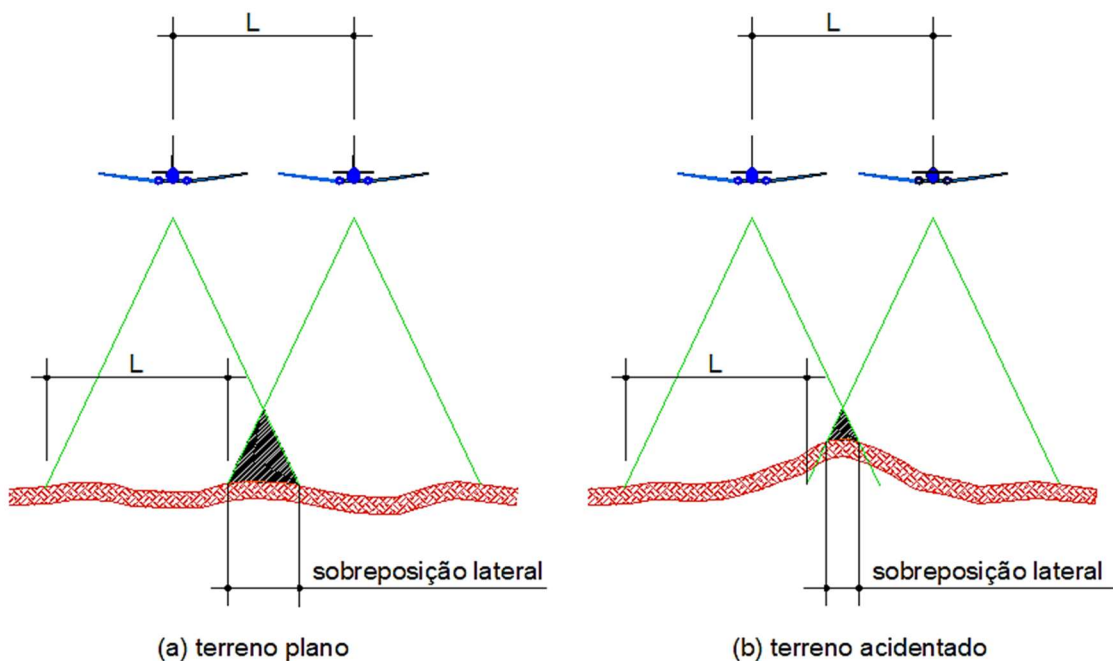 L
L
L
L
sobreposição lateral
sobreposição lateral
(a) terreno plano
(b) terreno acidentado